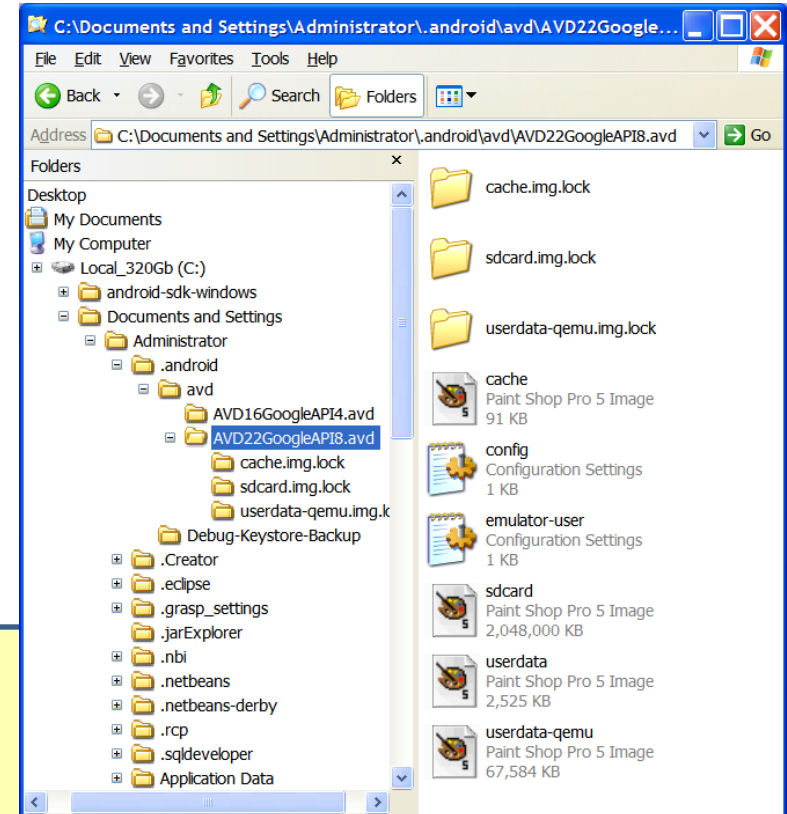 C:\Documents and Settings\Administrator\.android\avd\AVD22Google...
File Edit View Favorites Tools Help
Back Search Folders
Address C:\Documents and Settings\Administrator\.android\avd\AVD22GoogleAPI8.avd Go
Folders x
Desktop
My Documents
My Computer
Local_320Gb (C:)
android-sdk-windows
Documents and Settings
Administrator
.android
avd
AVD16GoogleAPI4.avd
AVD22GoogleAPI8.avd
cache.img.lock
sdcard.img.lock
userdata-qemu.img.lo
Debug-Keystore-Backup
.Creator
.eclipse
.grasp_settings
.jarExplorer
.nbi
.netbeans
.netbeans-derby
.rcp
.sqldeveloper
Application Data
cache.img.lock
sdcard.img.lock
userdata-qemu.img.lock
cache
Paint Shop Pro 5 Image
91 KB
config
Configuration Settings
1 KB
emulator-user
Configuration Settings
1 KB
sdcard
Paint Shop Pro 5 Image
2,048,000 KB
userdata
Paint Shop Pro 5 Image
2,525 KB
userdata-qemu
Paint Shop Pro 5 Image
67,584 KB